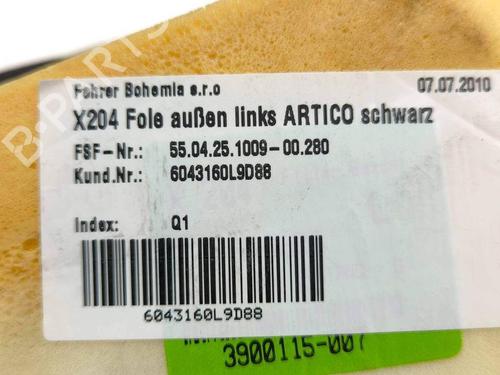 Fehrer Bohemia s.r.o 07.07.2010
X204 Fole außen links ARTICO schwarz
FSF-Nr.: 55.04.25.1009-00.280
Kund.Nr.: 6043160L9D88
Index: Q1
6043160L9D88
3900115-007